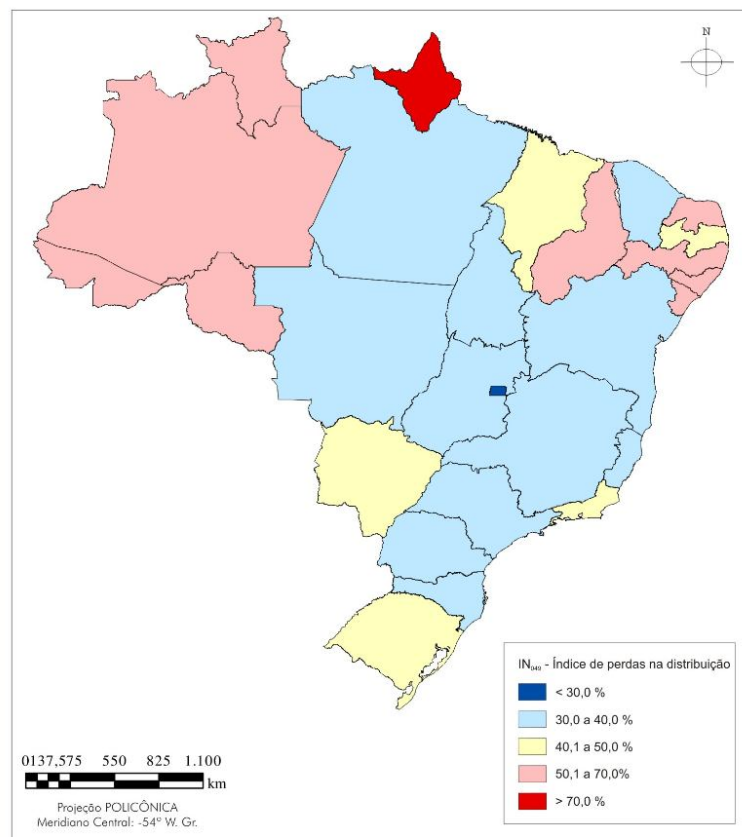 N
IN₀₄₉ - Índice de perdas na distribuição
< 30,0 %
30,0 a 40,0 %
40,1 a 50,0 %
50,1 a 70,0%
> 70,0 %
0137,575 550 825 1.100
km
Projeção POLICÔNICA
Meridiano Central: -54º W. Gr.